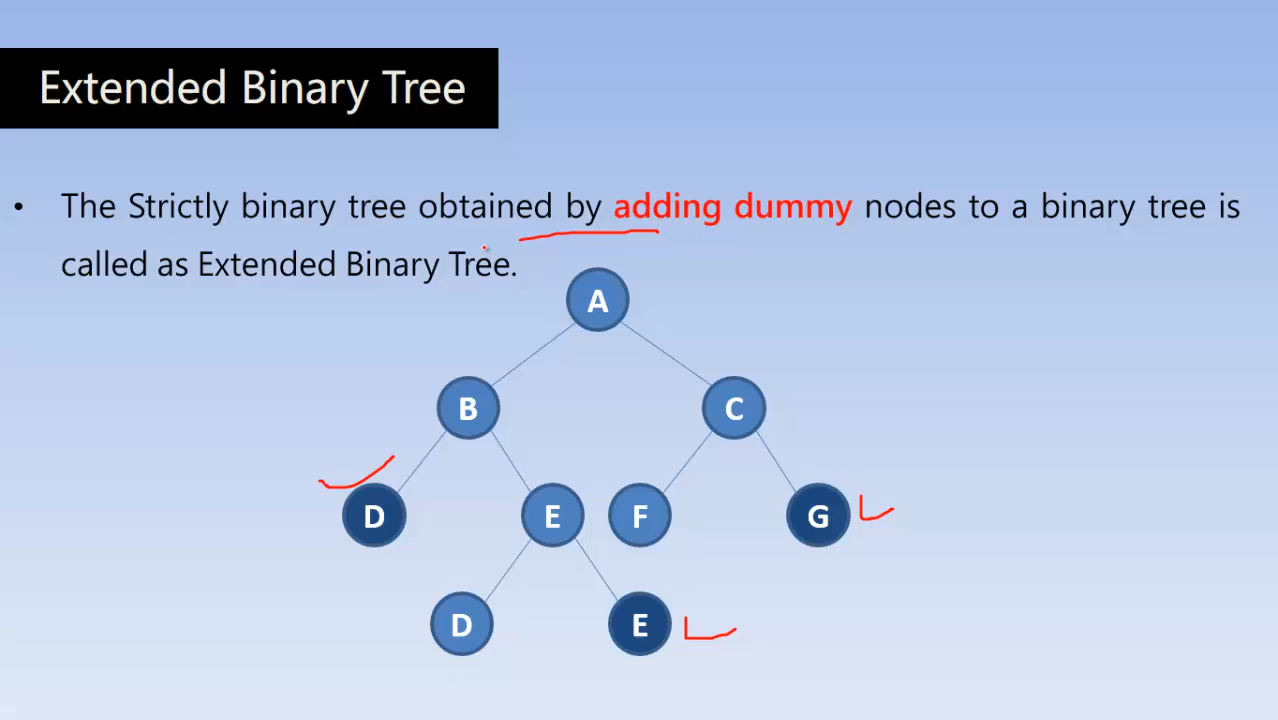 Extended Binary Tree
• The Strictly binary tree obtained by adding dummy nodes to a binary tree is
called as Extended Binary Tree.
A
B C
D E F G
D E